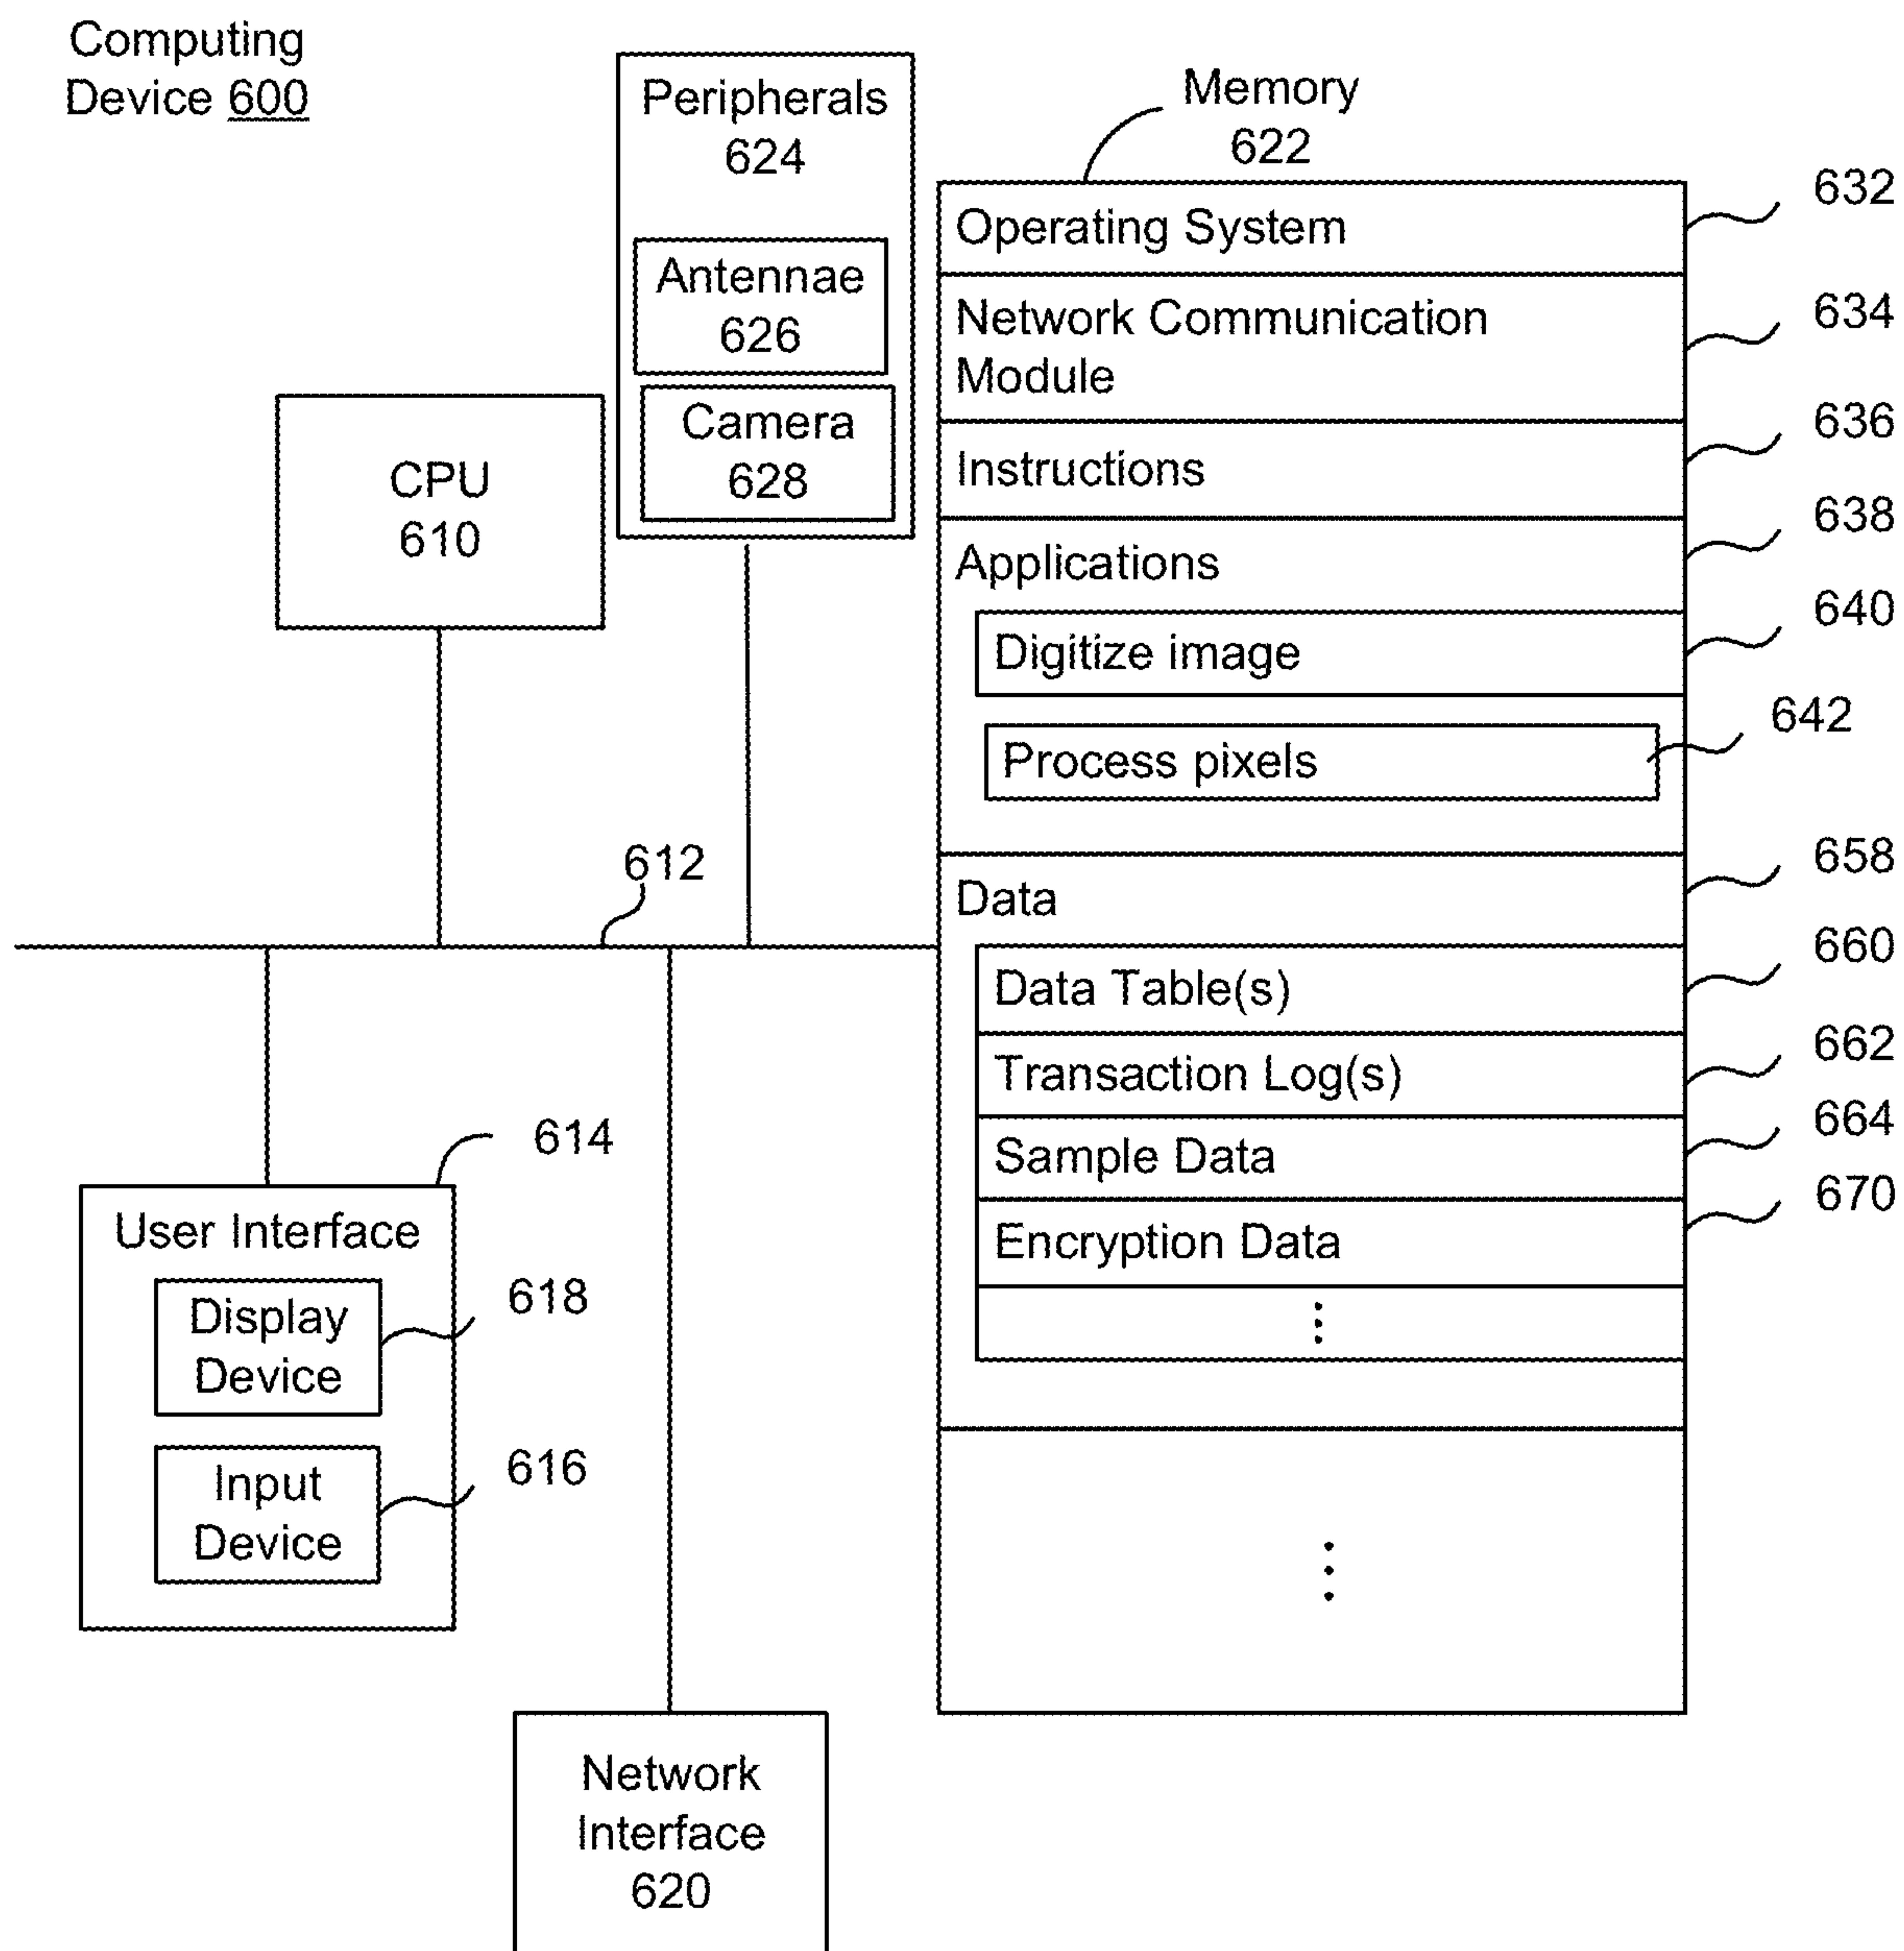 Computing
Device 600
Peripherals
624
Antennae
626
Camera
628
CPU
610
Memory
622
Operating System
632
Network Communication
Module
634
Instructions
636
Applications
638
Digitize image
640
Process pixels
642
612
Data
658
Data Table(s)
660
Transaction Log(s)
662
Sample Data
664
Encryption Data
670
614
User Interface
Display
Device
618
Input
Device
616
Network
Interface
620